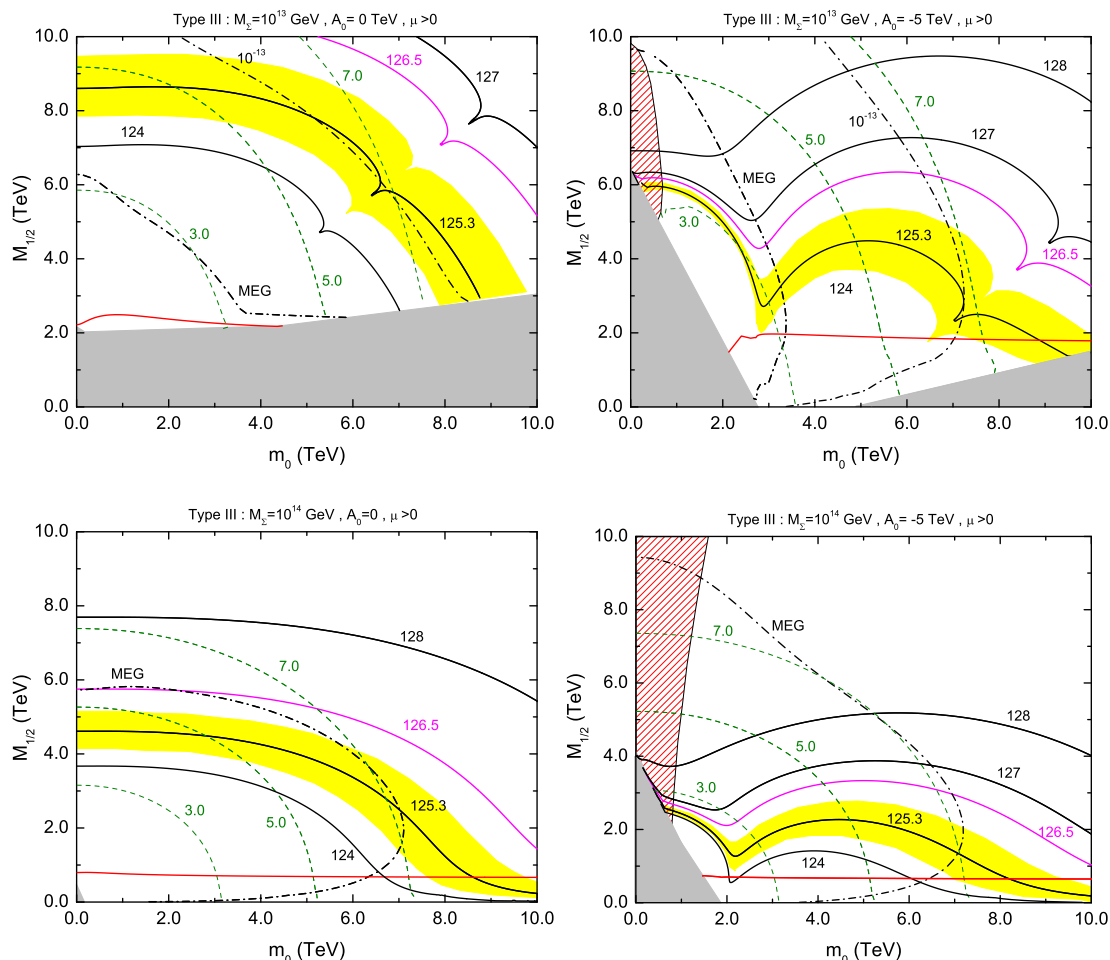 Type III : M_Σ=10^13 GeV , A_0= 0 TeV , μ >0
10.0
8.0
6.0
4.0
2.0
0.0
M_1/2 (TeV)
10^-13
7.0
126.5
127
124
3.0
5.0
125.3
MEG
0.0 2.0 4.0 6.0 8.0 10.0
m_0 (TeV)
Type III : M_Σ=10^13 GeV , A_0= -5 TeV , μ >0
10.0
8.0
6.0
4.0
2.0
0.0
M_1/2 (TeV)
128
7.0
10^-13
127
5.0
MEG
3.0
125.3
126.5
124
0.0 1.0 2.0 3.0 4.0 5.0 6.0 7.0 8.0 9.0 10.0
m_0 (TeV)
Type III : M_Σ=10^14 GeV , A_0=0 , μ >0
10.0
8.0
6.0
4.0
2.0
0.0
M_1/2 (TeV)
128
7.0
MEG
126.5
125.3
3.0
5.0
124
0.0 2.0 4.0 6.0 8.0 10.0
m_0 (TeV)
Type III : M_Σ=10^14 GeV , A_0= -5 TeV , μ >0
10.0
8.0
6.0
4.0
2.0
0.0
M_1/2 (TeV)
MEG
7.0
128
5.0
127
3.0
125.3
126.5
124
0.0 2.0 4.0 6.0 8.0 10.0
m_0 (TeV)